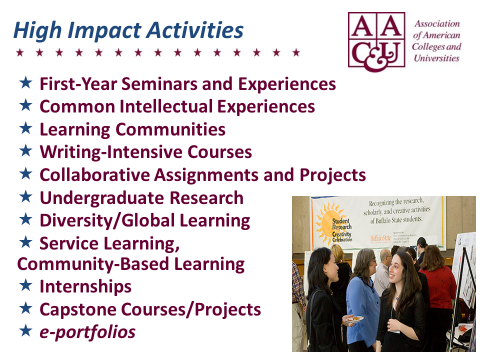 High Impact Activities
AAC&U
Association
of American
Colleges and
Universities
First-Year Seminars and Experiences
Common Intellectual Experiences
Learning Communities
Writing-Intensive Courses
Collaborative Assignments and Projects
Undergraduate Research
Diversity/Global Learning
Service Learning,
Community-Based Learning
Internships
Capstone Courses/Projects
e-portfolios
Recognizing the research,
scholarly, and creative activities
of Buffalo State students.
Student
Research
Creativity
Celebration